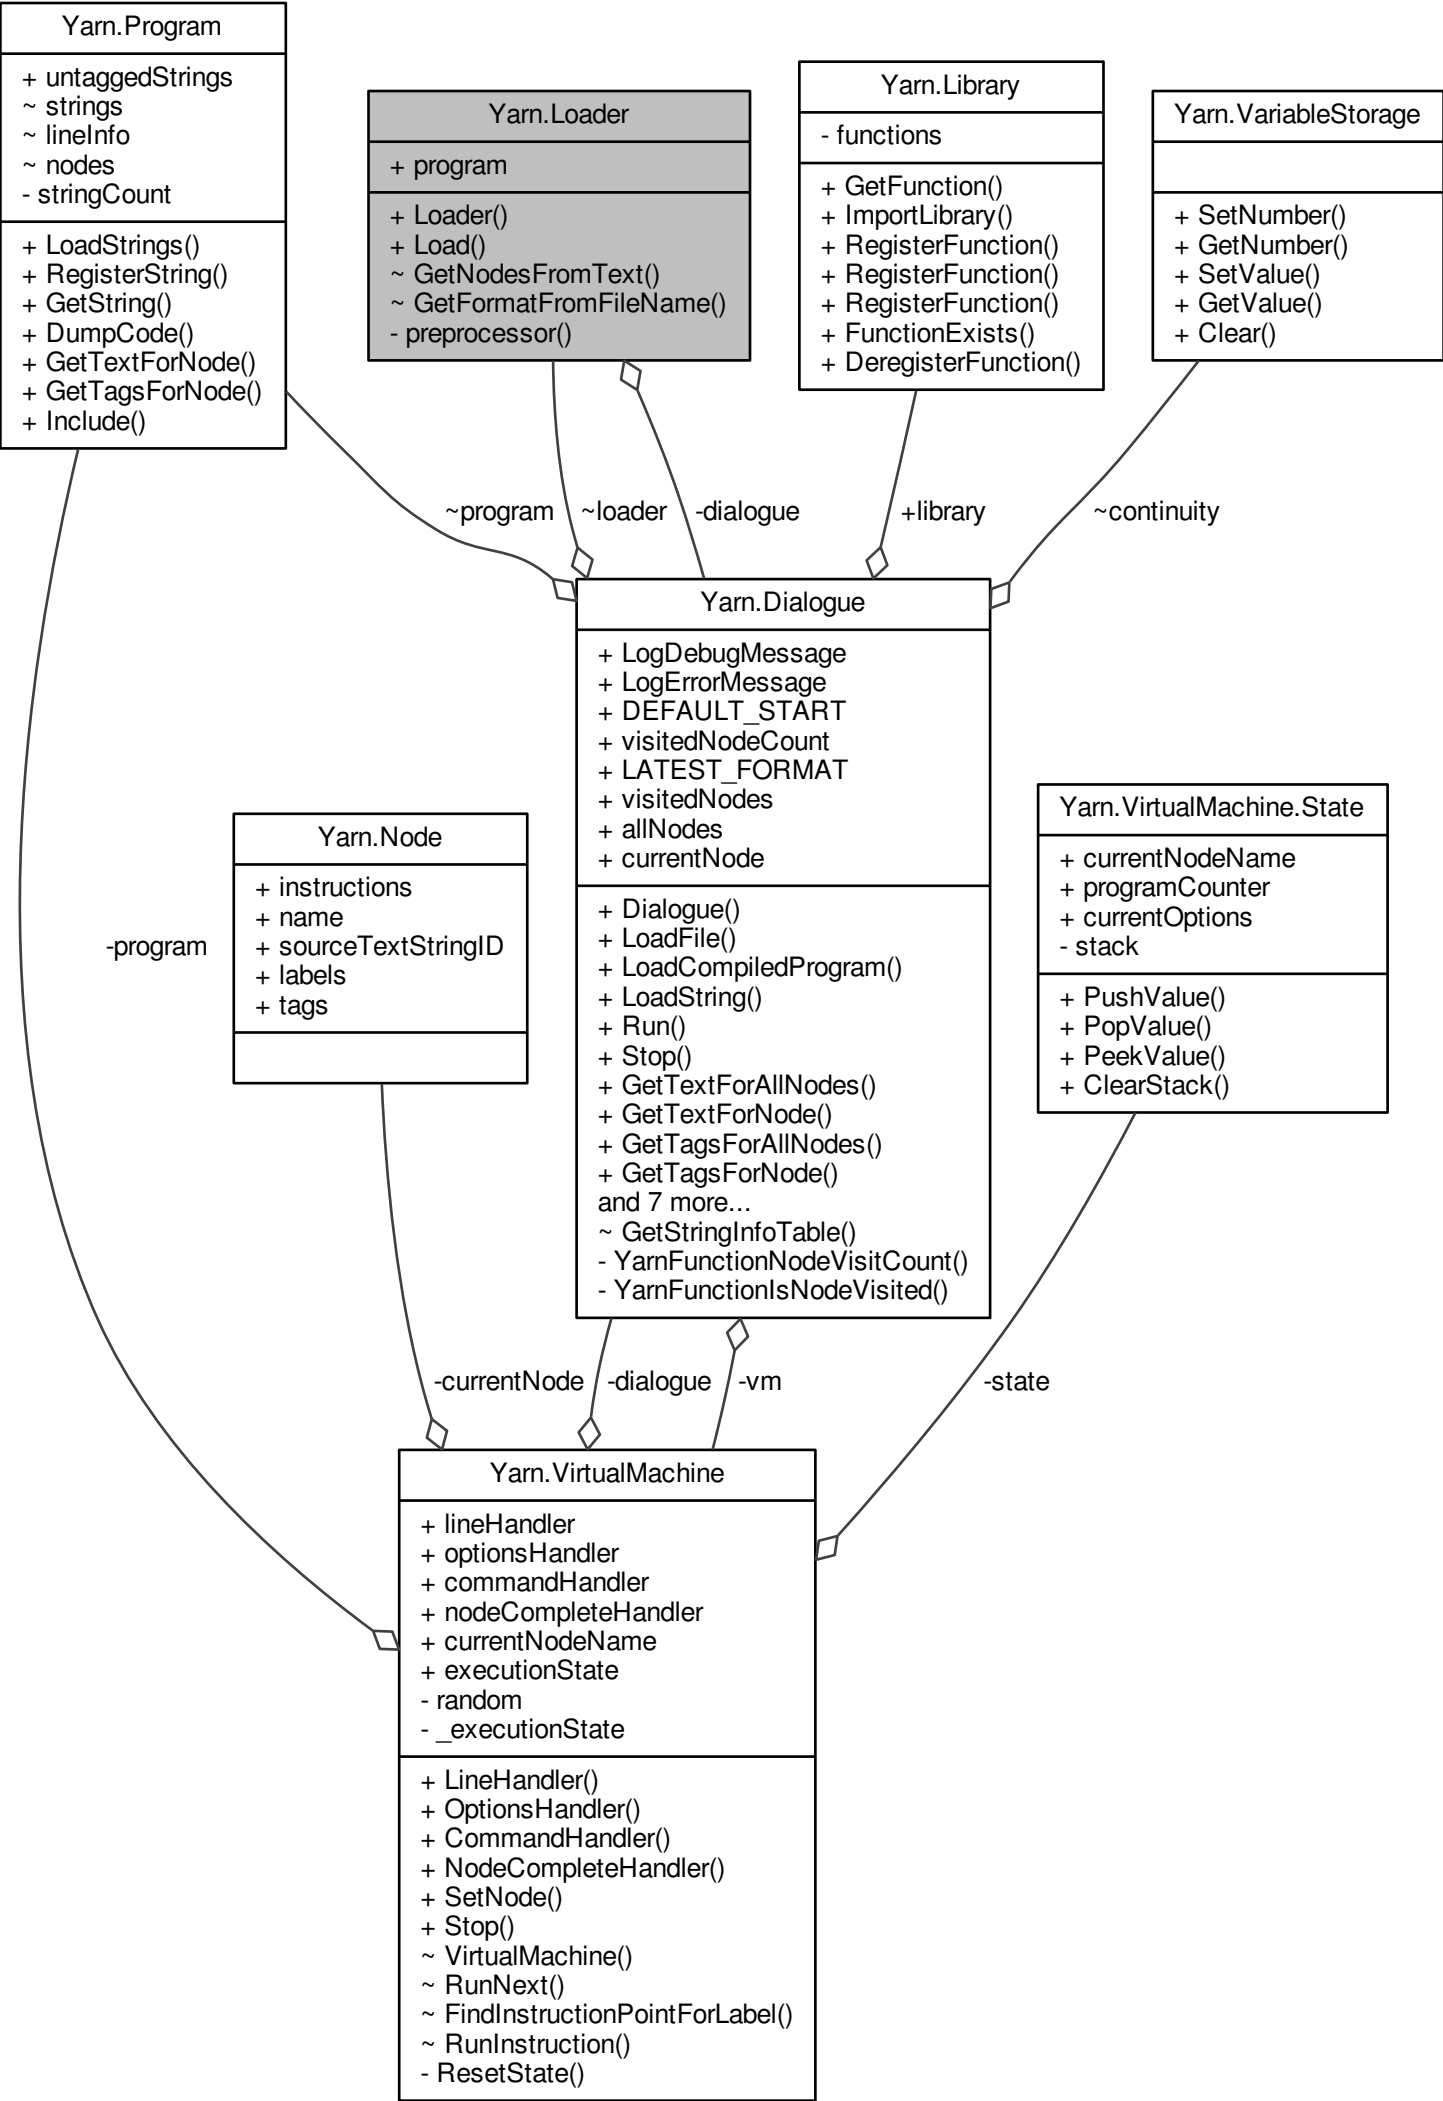 Yarn.Program
+ untaggedStrings
~ strings
~ lineInfo
~ nodes
- stringCount
+ LoadStrings()
+ RegisterString()
+ GetString()
+ DumpCode()
+ GetTextForNode()
+ GetTagsForNode()
+ Include()
Yarn.Loader
+ program
+ Loader()
+ Load()
~ GetNodesFromText()
~ GetFormatFromFileName()
- preprocessor()
Yarn.Library
- functions
+ GetFunction()
+ ImportLibrary()
+ RegisterFunction()
+ RegisterFunction()
+ RegisterFunction()
+ FunctionExists()
+ DeregisterFunction()
Yarn.VariableStorage
+ SetNumber()
+ GetNumber()
+ SetValue()
+ GetValue()
+ Clear()
~program
~loader
-dialogue
+library
~continuity
Yarn.Dialogue
+ LogDebugMessage
+ LogErrorMessage
+ DEFAULT_START
+ visitedNodeCount
+ LATEST_FORMAT
+ visitedNodes
+ allNodes
+ currentNode
+ Dialogue()
+ LoadFile()
+ LoadCompiledProgram()
+ LoadString()
+ Run()
+ Stop()
+ GetTextForAllNodes()
+ GetTextForNode()
+ GetTagsForAllNodes()
+ GetTagsForNode()
and 7 more...
~ GetStringInfoTable()
- YarnFunctionNodeVisitCount()
- YarnFunctionIsNodeVisited()
-program
Yarn.Node
+ instructions
+ name
+ sourceTextStringID
+ labels
+ tags
Yarn.VirtualMachine.State
+ currentNodeName
+ programCounter
+ currentOptions
- stack
+ PushValue()
+ PopValue()
+ PeekValue()
+ ClearStack()
-currentNode
-dialogue
-vm
-state
Yarn.VirtualMachine
+ lineHandler
+ optionsHandler
+ commandHandler
+ nodeCompleteHandler
+ currentNodeName
+ executionState
- random
- _executionState
+ LineHandler()
+ OptionsHandler()
+ CommandHandler()
+ NodeCompleteHandler()
+ SetNode()
+ Stop()
~ VirtualMachine()
~ RunNext()
~ FindInstructionPointForLabel()
~ RunInstruction()
- ResetState()